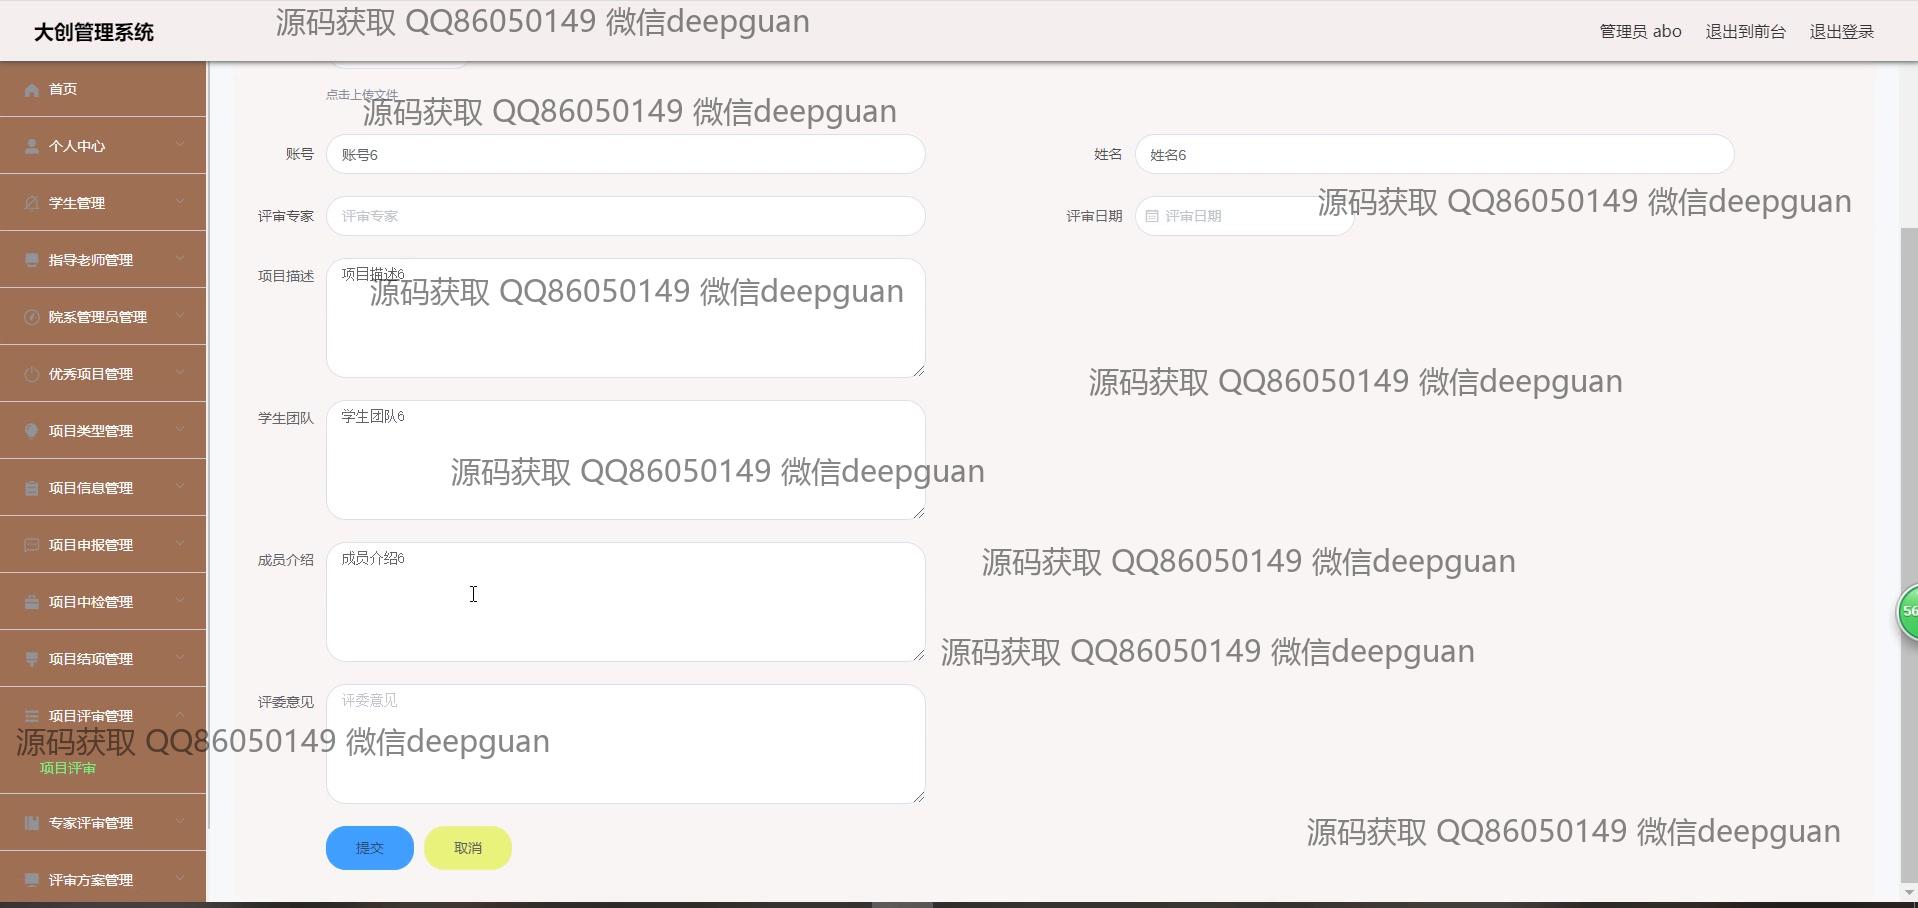 大创管理系统
源码获取 QQ86050149 微信deepguan
管理员 abo
退出到前台
退出登录
首页
个人中心
学生管理
指导老师管理
院系管理员管理
优秀项目管理
项目类型管理
项目信息管理
项目申报管理
项目中检管理
项目结项管理
项目评审管理
项目评审
专家评审管理
评审方案管理
点击上传文件
源码获取 QQ86050149 微信deepguan
账号
账号6
姓名
姓名6
评审专家
评审专家
评审日期
评审日期
源码获取 QQ86050149 微信deepguan
项目描述
项目描述6
源码获取 QQ86050149 微信deepguan
源码获取 QQ86050149 微信deepguan
学生团队
学生团队6
源码获取 QQ86050149 微信deepguan
成员介绍
成员介绍6
源码获取 QQ86050149 微信deepguan
源码获取 QQ86050149 微信deepguan
评委意见
评委意见
源码获取 QQ86050149 微信deepguan
提交
取消
源码获取 QQ86050149 微信deepguan
56